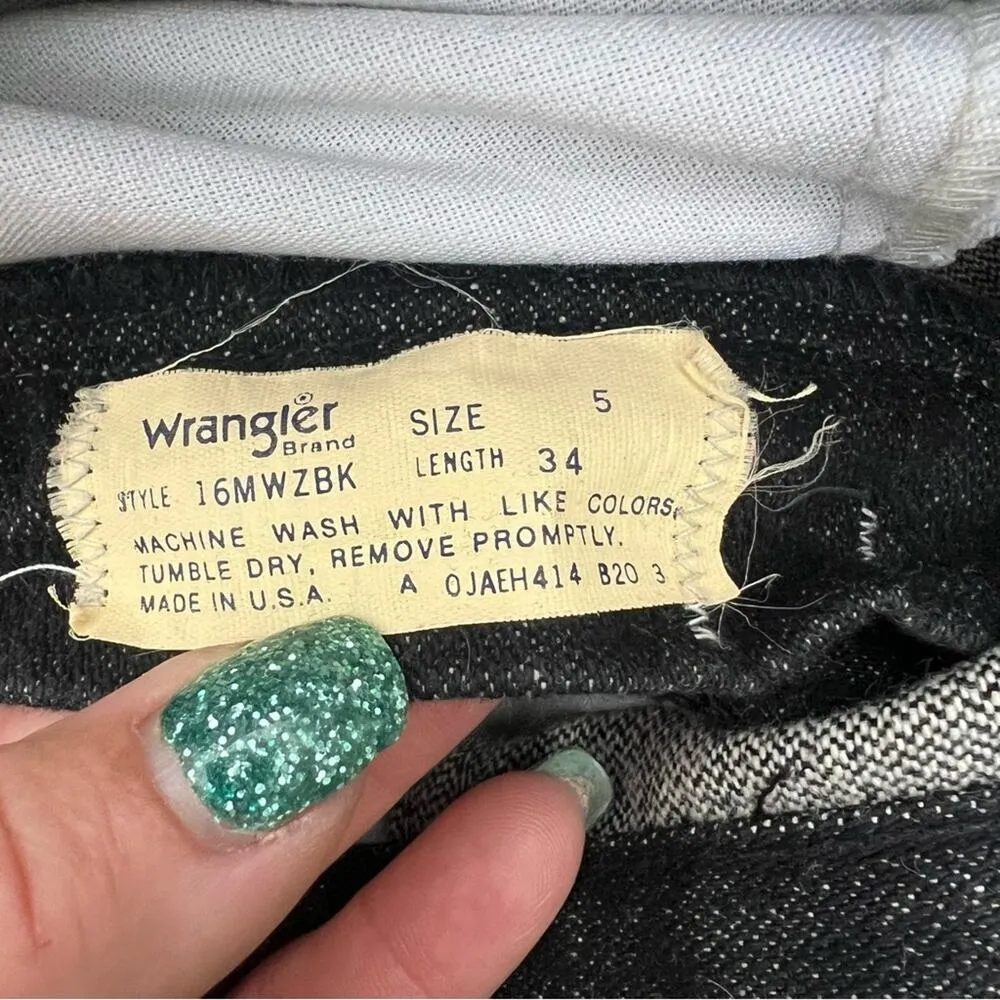 Wrangler
Brand
SIZE 5
STYLE 16MWZBK
LENGTH 34
MACHINE WASH WITH LIKE COLORS,
TUMBLE DRY, REMOVE PROMPTLY.
MADE IN U.S.A. A OJAEH414 B20 3